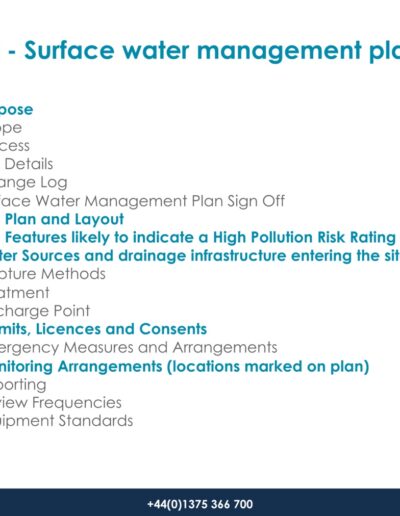 - Surface water management pla
pose
ope
cess
Details
ange Log
face Water Management Plan Sign Off
Plan and Layout
Features likely to indicate a High Pollution Risk Rating
ter Sources and drainage infrastructure entering the sit
pture Methods
atment
charge Point
mits, Licences and Consents
ergency Measures and Arrangements
nitoring Arrangements (locations marked on plan)
porting
view Frequencies
uipment Standards
+44(0)1375 366 700